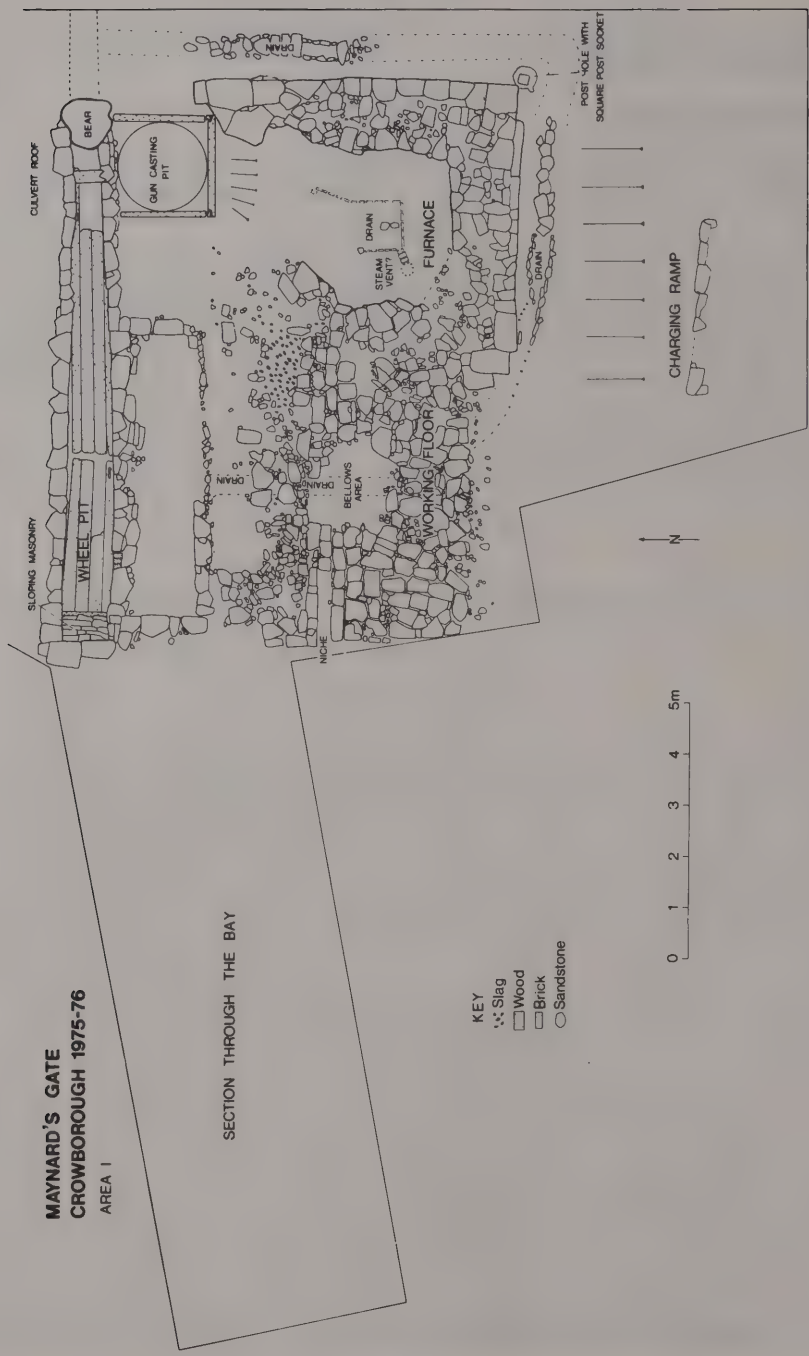 MAYNARD'S GATE
CROWBOROUGH 1975-76
AREA I
SECTION THROUGH THE BAY
SLOPING MASONRY
CULVERT ROOF
WHEEL PIT
BEAR
GUN CASTING
PIT
DRAIN
DRAIN
DRAIN
BELLOWS
AREA
NICHE
WORKING FLOOR
DRAIN
STEAM
VENT?
FURNACE
DRAIN
POST HOLE WITH
SQUARE POST SOCKET
CHARGING RAMP
N
KEY
Slag
Wood
Brick
Sandstone
0 1 2 3 4 5m